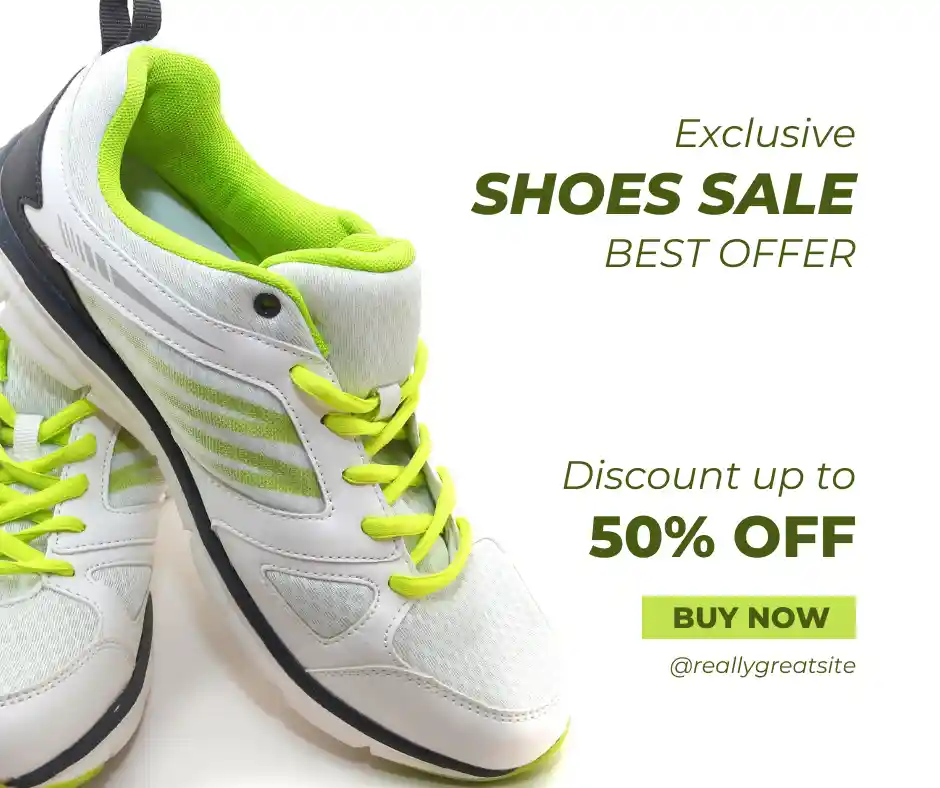 Exclusive
SHOES SALE
BEST OFFER
Discount up to
50% OFF
BUY NOW
@reallygreatsite